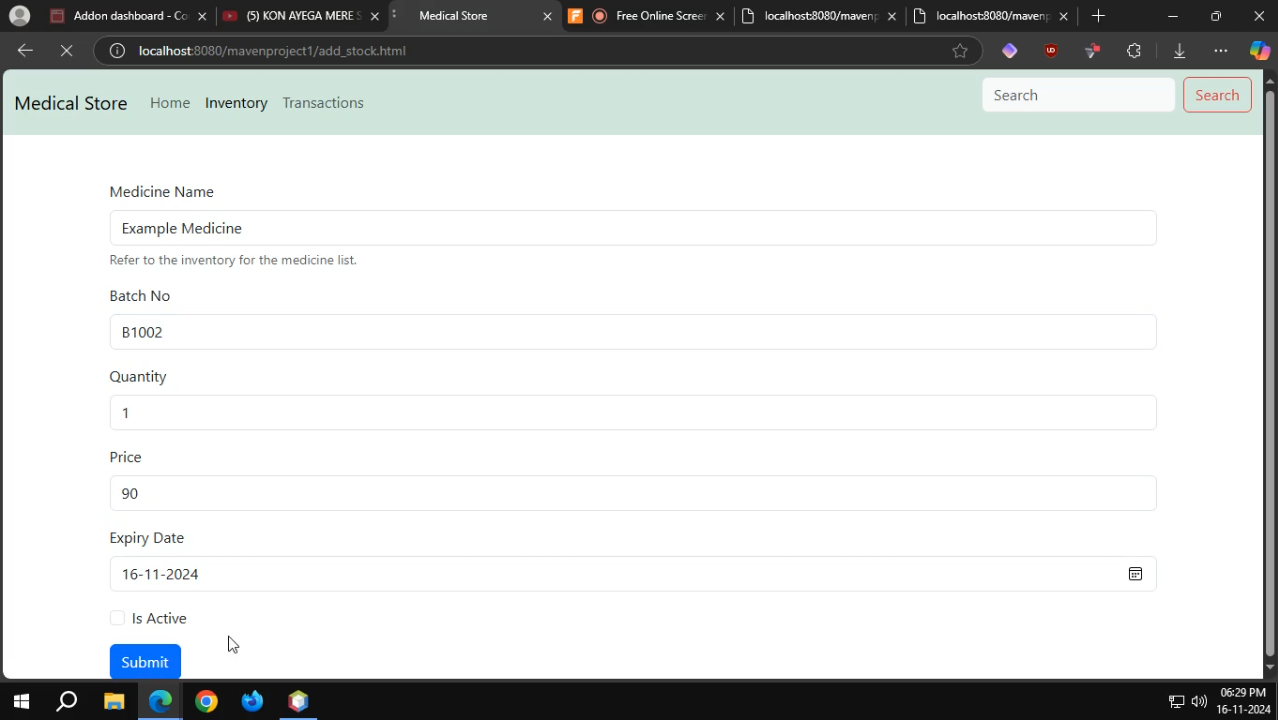 Addon dashboard - Co
(5) KON AYEGA MERE S
Medical Store
Free Online Screen
localhost:8080/mavenp
localhost:8080/mavenp
localhost:8080/mavenproject1/add_stock.html
Medical Store Home Inventory Transactions Search Search
Medicine Name
Example Medicine
Refer to the inventory for the medicine list.
Batch No
B1002
Quantity
1
Price
90
Expiry Date
16-11-2024
Is Active
Submit
06:29 PM
16-11-2024